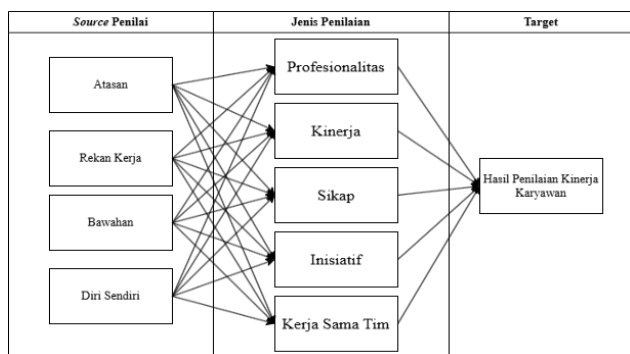 Source Penilai
Jenis Penilaian
Target
Atasan
Rekan Kerja
Bawahan
Diri Sendiri
Profesionalitas
Kinerja
Sikap
Inisiatif
Kerja Sama Tim
Hasil Penilaian Kinerja
Karyawan